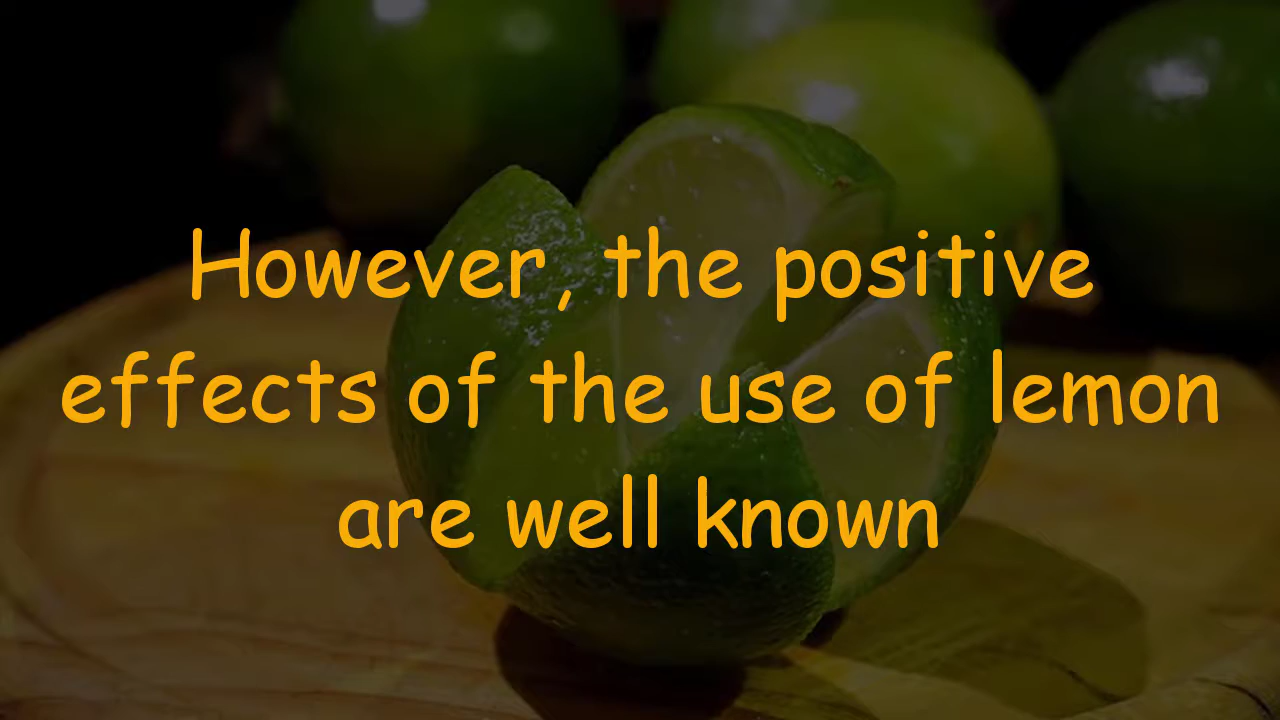 However, the positive
effects of the use of lemon
are well known